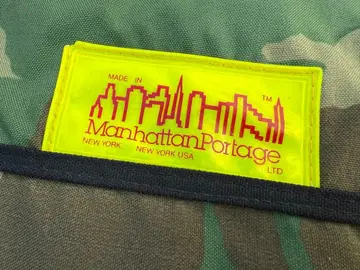 MADE IN
TM
ManhattanPortage
NEW YORK NEW YORK USA LTD